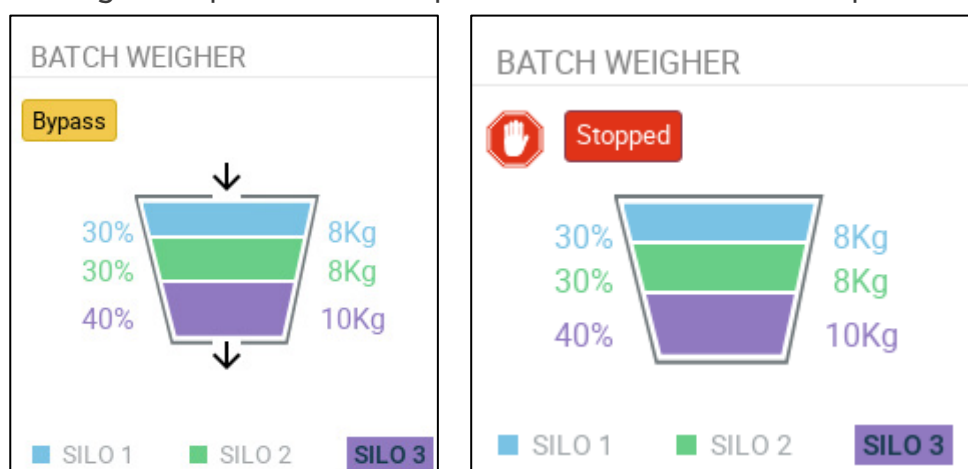 BATCH WEIGHER
Bypass
30% 8Kg
30% 8Kg
40% 10Kg
SILO 1 SILO 2 SILO 3
BATCH WEIGHER
Stopped
30% 8Kg
30% 8Kg
40% 10Kg
SILO 1 SILO 2 SILO 3